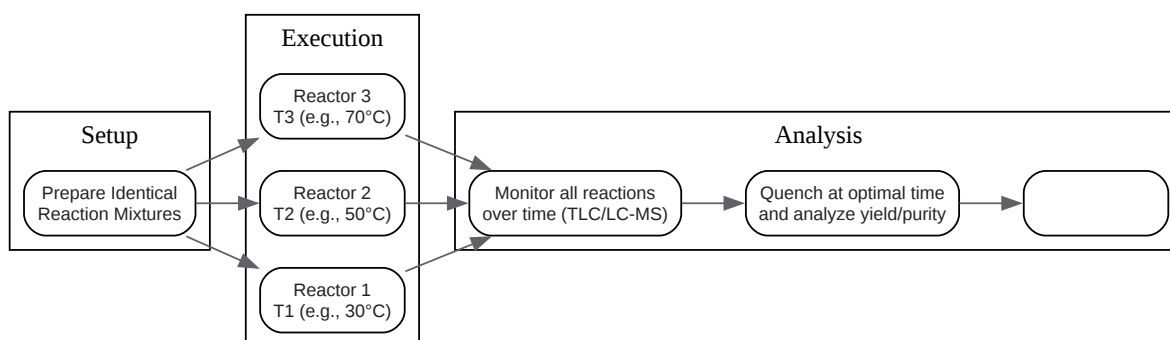 Setup
Prepare Identical
Reaction Mixtures
Execution
Reactor 3
T3 (e.g., 70°C)
Reactor 2
T2 (e.g., 50°C)
Reactor 1
T1 (e.g., 30°C)
Analysis
Monitor all reactions
over time (TLC/LC-MS)
Quench at optimal time
and analyze yield/purity